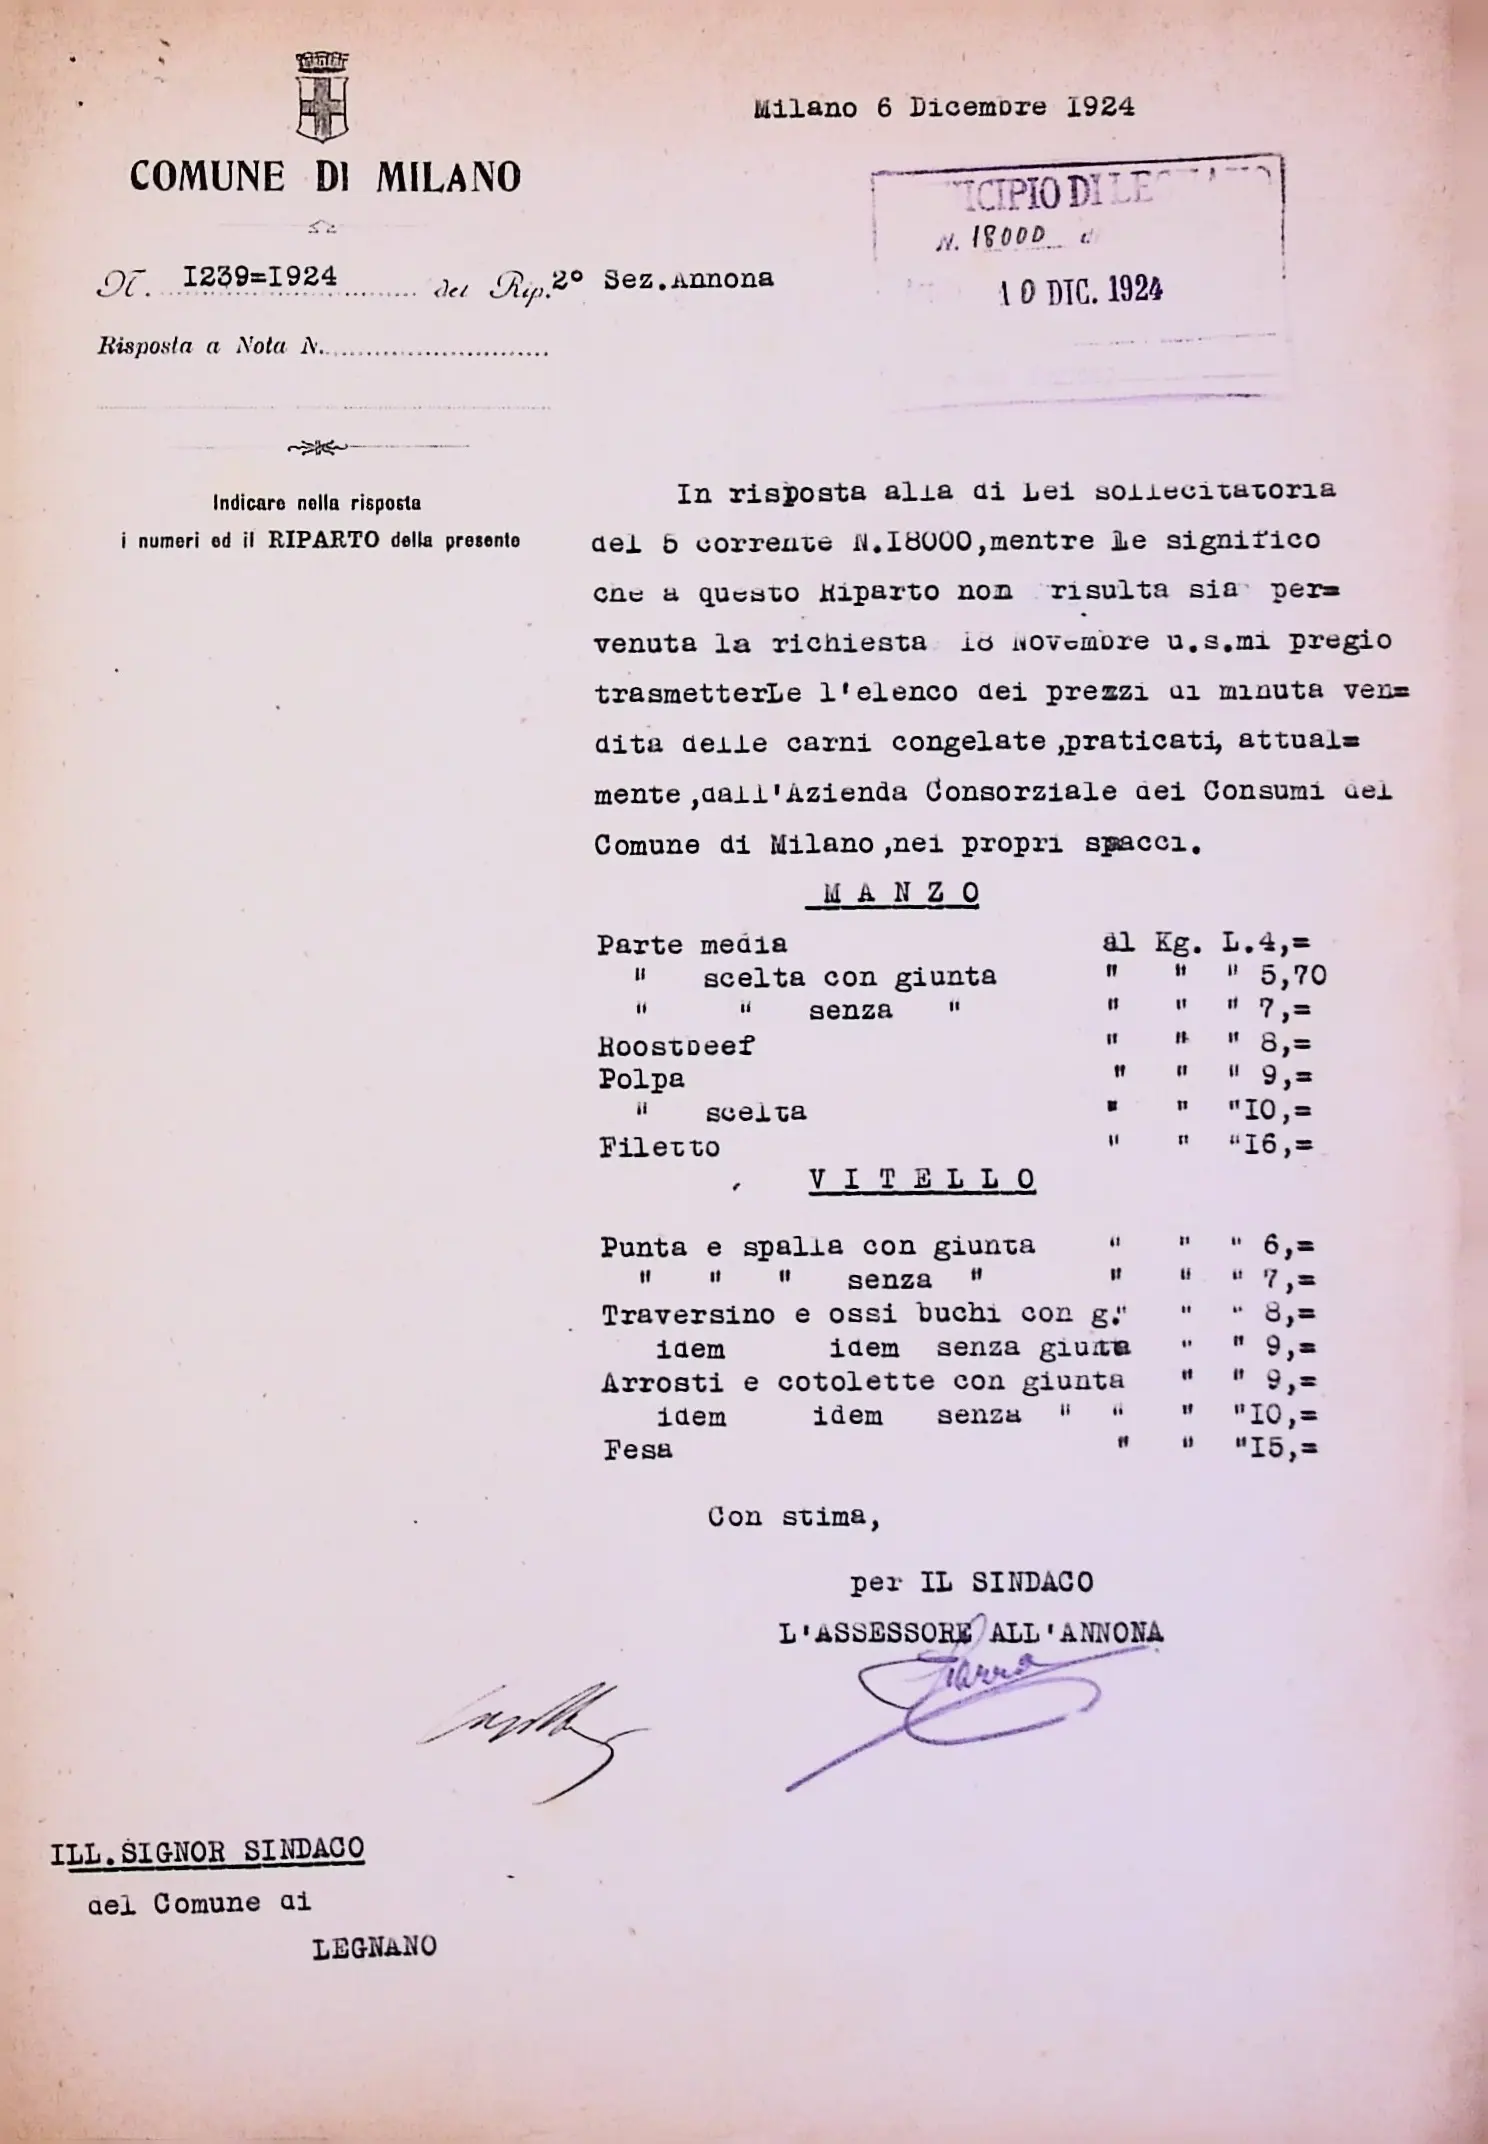 Milano 6 Dicembre 1924
COMUNE DI MILANO
ICIPIO DI LE
N. 18000 d
10 DIC. 1924
N. I239=I924 del Rip. 2° Sez.Annona
Risposta a Nota N.
Indicare nella risposta
i numeri ed il RIPARTO della presente
In risposta alla di Lei sollecitatoria
del 5 corrente N.I8000,mentre Le significo
che a questo Riparto non risulta sia per=
venuta la richiesta I8 Novembre u.s.mi pregio
trasmetterLe l'elenco dei prezzi di minuta ven=
dita delle carni congelate ,praticati, attual=
mente ,dall'Azienda Consorziale dei Consumi del
Comune di Milano ,nei propri spacci.
M A N Z O
Parte media al Kg. L.4,=
" scelta con giunta " " " 5,70
" " senza " " " " 7,=
Roostbeef " " " 8,=
Polpa " " " 9,=
" scelta " " "IO,=
Filetto " " "I6,=
V I T E L L O
Punta e spalla con giunta " " " 6,=
" " " senza " " " " 7,=
Traversino e ossi buchi con g." " " 8,=
idem idem senza giunta " " 9,=
Arrosti e cotolette con giunta " " 9,=
idem idem senza " " " "IO,=
Fesa " " "I5,=
Con stima,
per IL SINDACO
L'ASSESSORE ALL'ANNONA
ILL.SIGNOR SINDACO
del Comune di
LEGNANO